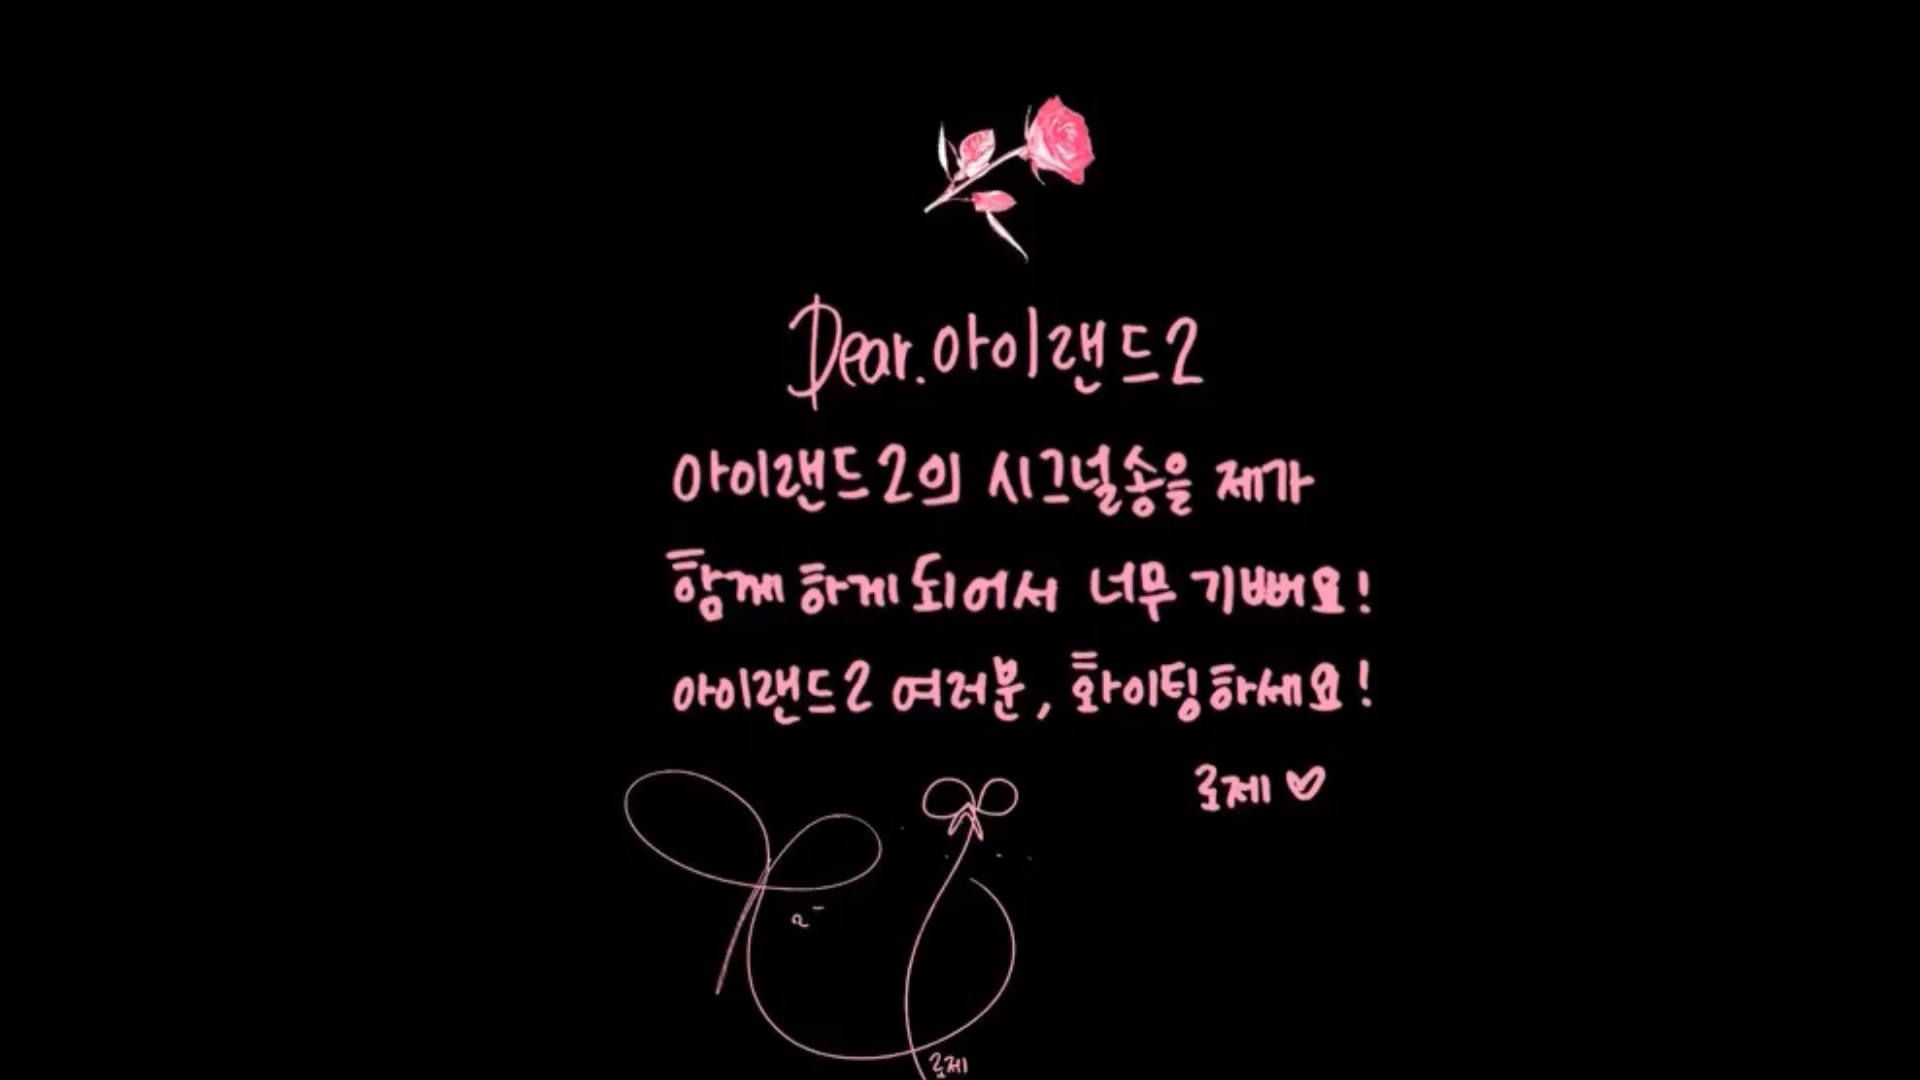 Dear.아이랜드2
아이랜드2의 시그널송을 제가
함께 하게 되어서 너무 기뻐요!
아이랜드2 여러분, 화이팅하세요!
로제♡
로제